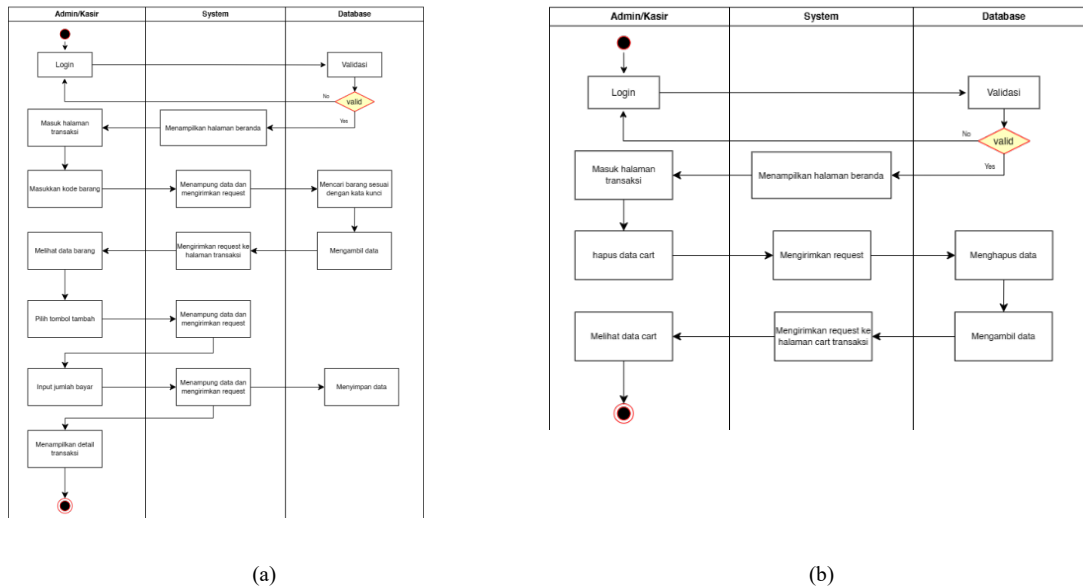 Admin/Kasir
System
Database
Login
Validasi
No
valid
Yes
Masuk halaman
transaksi
Menampilkan halaman beranda
Masukkan kode barang
Menampung data dan
mengirimkan request
Mencari barang sesuai
dengan kata kunci
Melihat data barang
Mengirimkan request ke
halaman transaksi
Mengambil data
Pilih tombol tambah
Menampung data dan
mengirimkan request
Input jumlah bayar
Menampung data dan
mengirimkan request
Menyimpan data
Menampilkan detail
transaksi
(a)
Admin/Kasir
System
Database
Login
Validasi
No
valid
Yes
Masuk halaman
transaksi
Menampilkan halaman beranda
hapus data cart
Mengirimkan request
Menghapus data
Melihat data cart
Mengirimkan request ke
halaman cart transaksi
Mengambil data
(b)